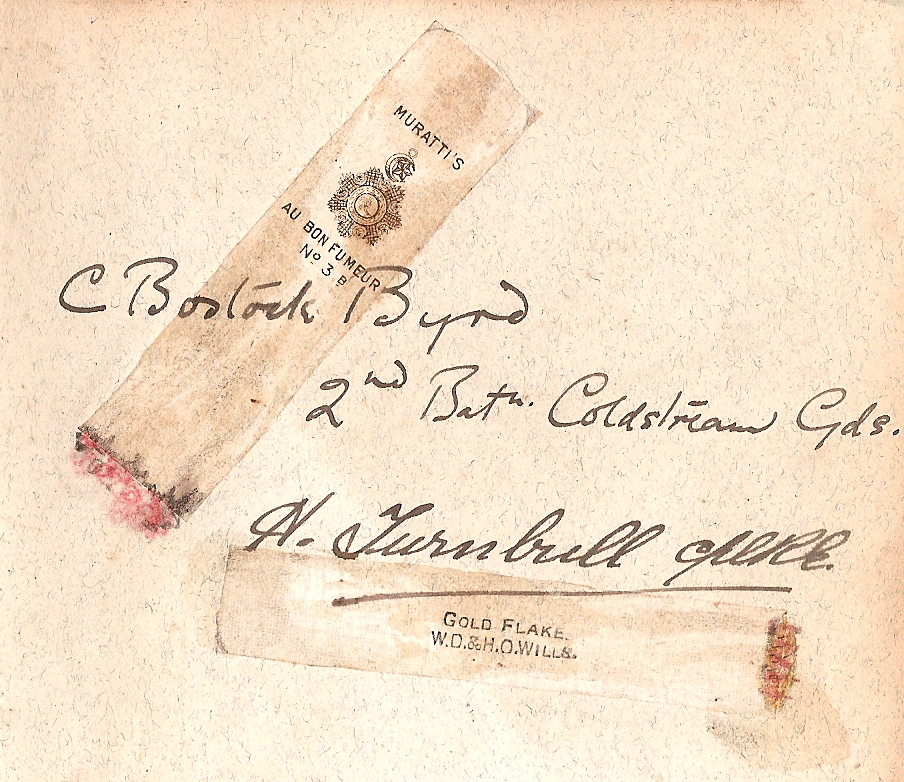 MURATTI'S
AU BON FUMEUR
Nº 3 B
C Bostock Byrd
2nd Batn. Coldstream Gds.
H. Turnbull
GOLD FLAKE.
W.D.&H.O.WILLS.